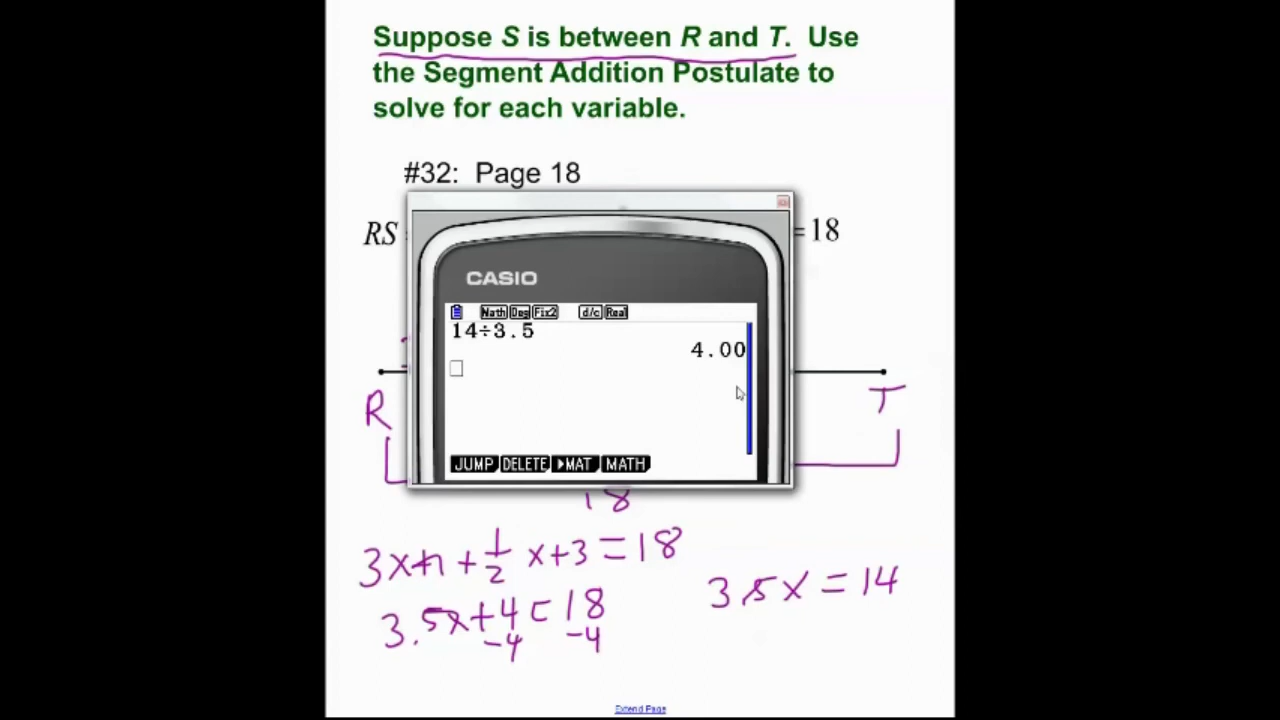 Suppose S is between R and T. Use
the Segment Addition Postulate to
solve for each variable.
#32: Page 18
RS
=18
CASIO
Math Deg Fix2 d/c Real
14÷3.5
4.00
JUMP DELETE ▶MAT MATH
R
T
18
3x+1 + 1/2 x+3 = 18
3.5x+4 = 18
-4 -4
3.5x = 14
Extend Page